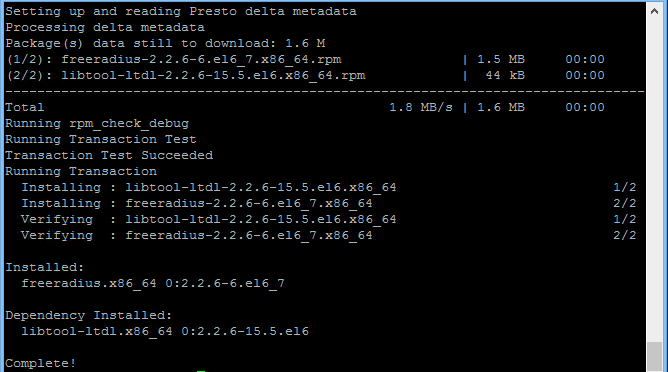 Setting up and reading Presto delta metadata
Processing delta metadata
Package(s) data still to download: 1.6 M
(1/2): freeradius-2.2.6-6.el6_7.x86_64.rpm | 1.5 MB 00:00
(2/2): libtool-ltdl-2.2.6-15.5.el6.x86_64.rpm | 44 kB 00:00
--------------------------------------------------------------------------------
Total 1.8 MB/s | 1.6 MB 00:00
Running rpm_check_debug
Running Transaction Test
Transaction Test Succeeded
Running Transaction
Installing : libtool-ltdl-2.2.6-15.5.el6.x86_64 1/2
Installing : freeradius-2.2.6-6.el6_7.x86_64 2/2
Verifying : libtool-ltdl-2.2.6-15.5.el6.x86_64 1/2
Verifying : freeradius-2.2.6-6.el6_7.x86_64 2/2
Installed:
freeradius.x86_64 0:2.2.6-6.el6_7
Dependency Installed:
libtool-ltdl.x86_64 0:2.2.6-15.5.el6
Complete!